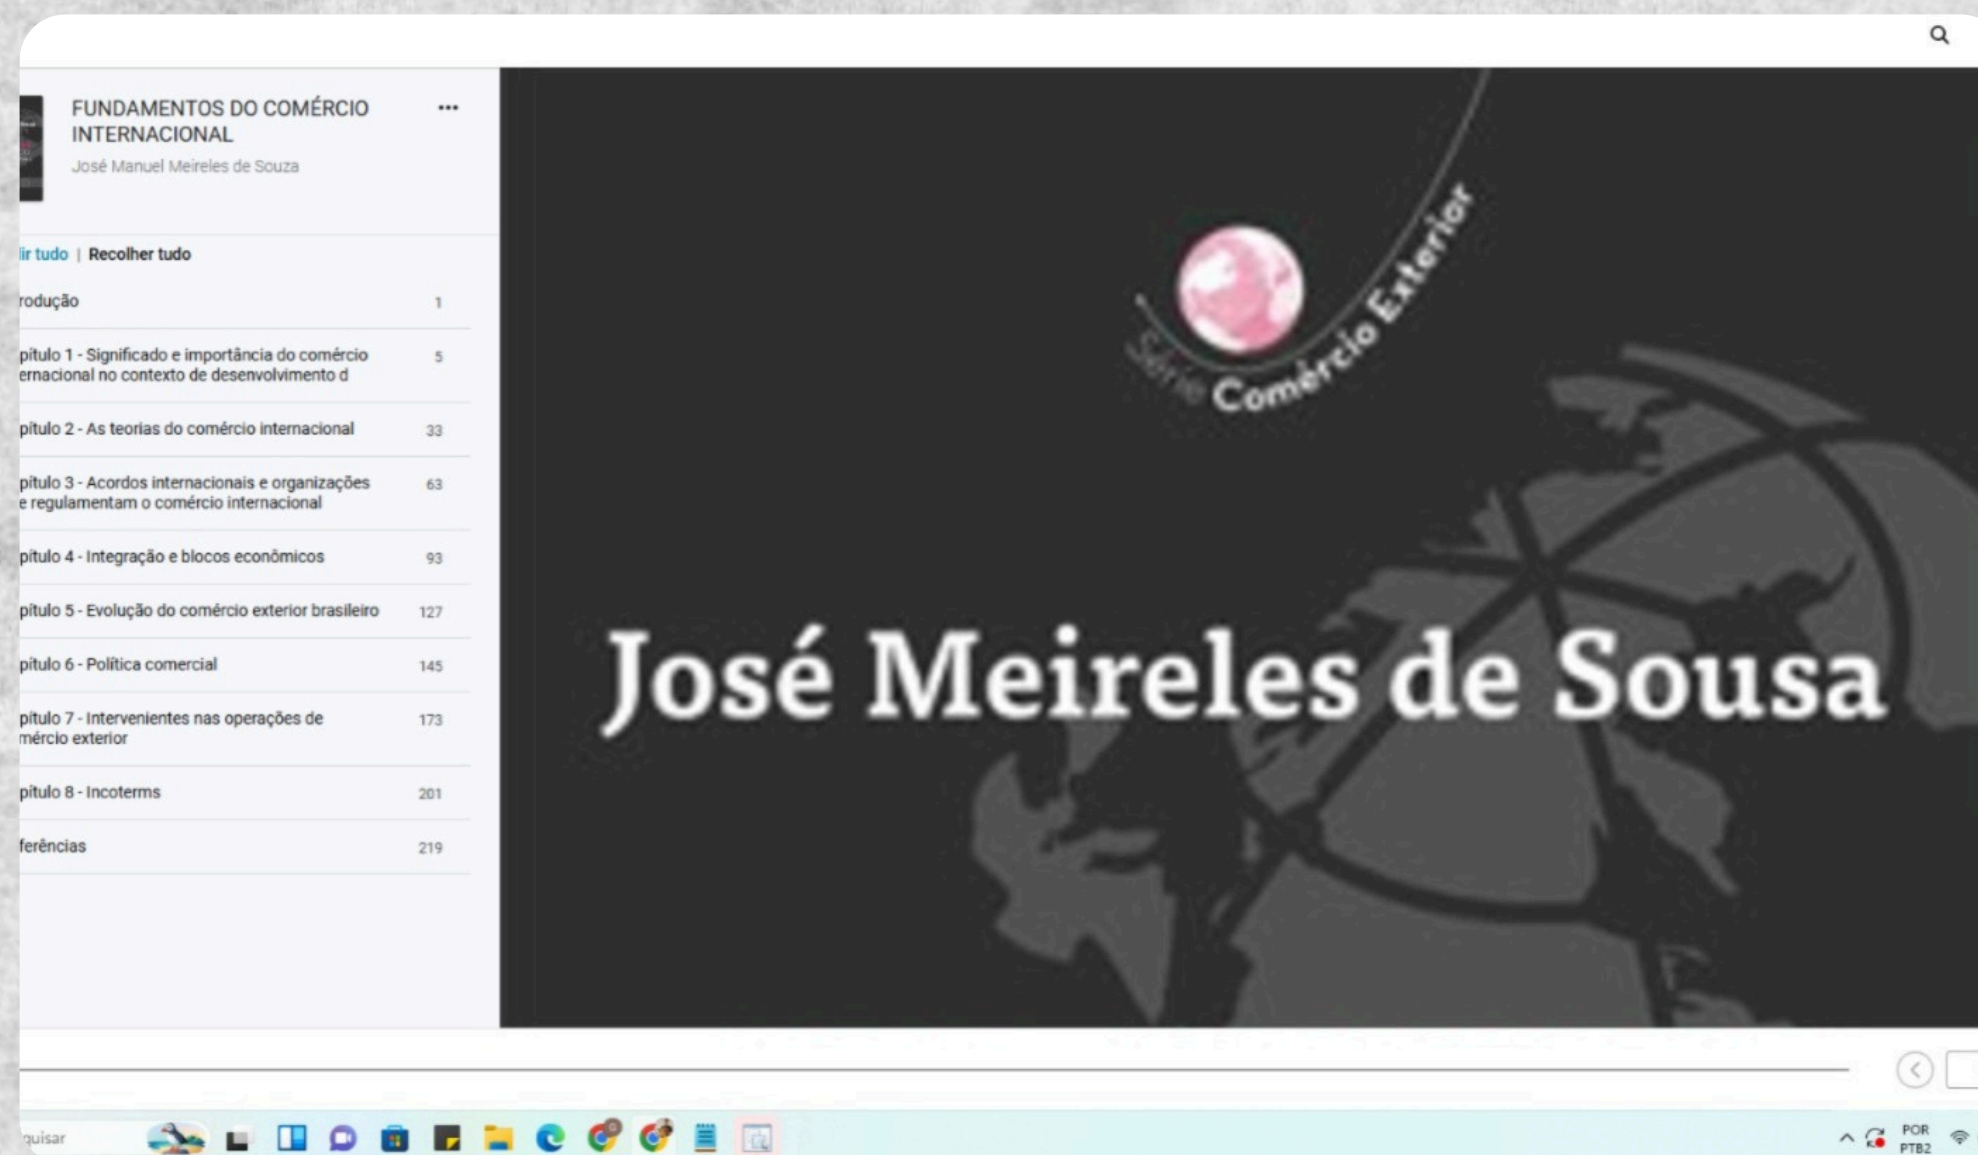 FUNDAMENTOS DO COMÉRCIO
INTERNACIONAL
José Manuel Meireles de Souza
ir tudo | Recolher tudo
rodução 1
pítulo 1 - Significado e importância do comércio 5
ernacional no contexto de desenvolvimento d
pítulo 2 - As teorias do comércio internacional 33
pítulo 3 - Acordos internacionais e organizações 63
e regulamentam o comércio internacional
pítulo 4 - Integração e blocos econômicos 93
pítulo 5 - Evolução do comércio exterior brasileiro 127
pítulo 6 - Política comercial 145
pítulo 7 - Intervenientes nas operações de 173
mércio exterior
pítulo 8 - Incoterms 201
ferências 219
Série Comércio Exterior
José Meireles de Sousa
quisar
POR
PTB2